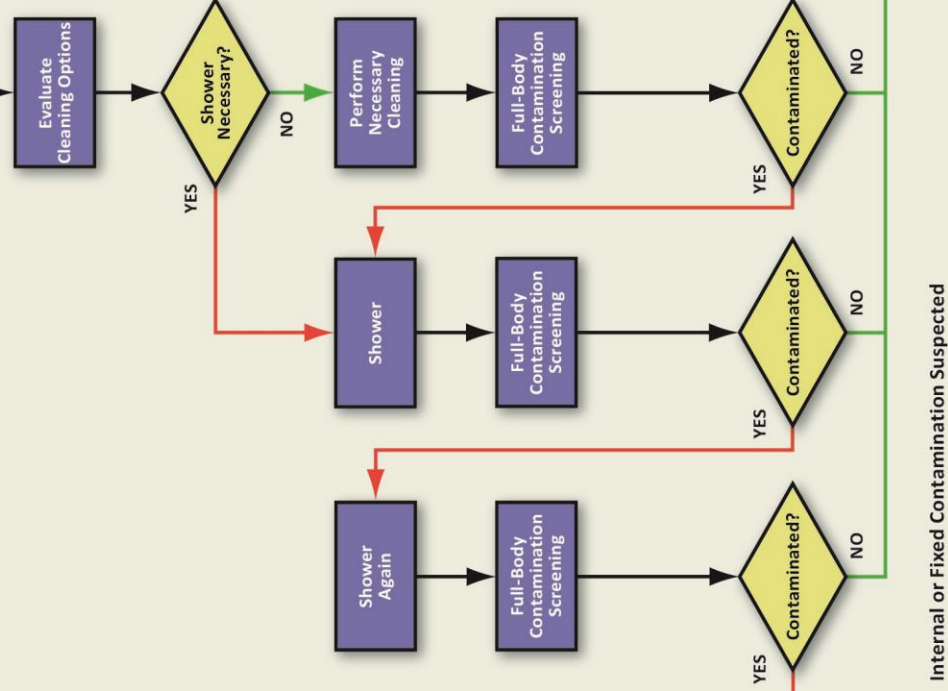 Evaluate
Cleaning Options
Shower
Necessary?
YES
NO
Perform
Necessary
Cleaning
Full-Body
Contamination
Screening
Contaminated?
YES
NO
Shower
Full-Body
Contamination
Screening
Contaminated?
YES
NO
Shower
Again
Full-Body
Contamination
Screening
Contaminated?
YES
NO
Internal or Fixed Contamination Suspected